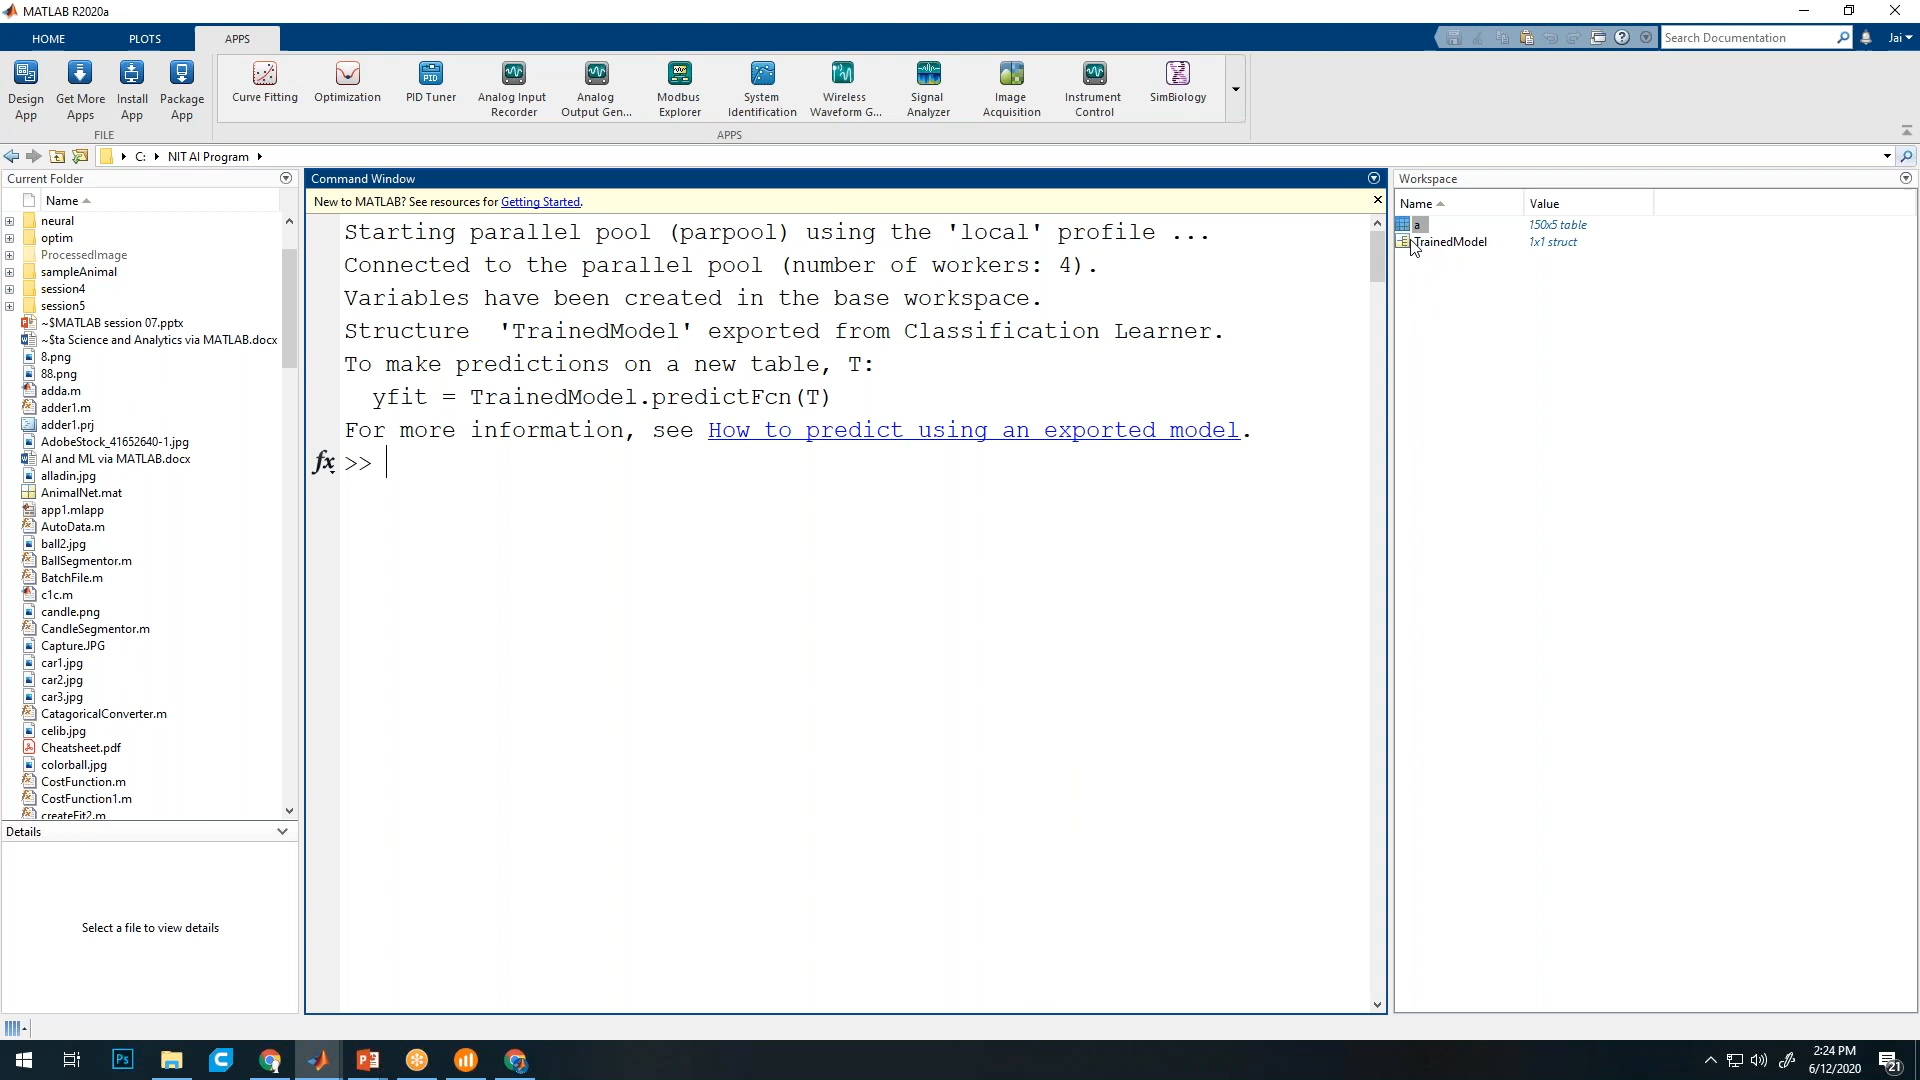 MATLAB R2020a
HOME
PLOTS
APPS
Search Documentation
Jai
Design App
Get More Apps
Install App
Package App
FILE
Curve Fitting
Optimization
PID Tuner
Analog Input Recorder
Analog Output Gen...
Modbus Explorer
System Identification
Wireless Waveform G...
Signal Analyzer
Image Acquisition
Instrument Control
SimBiology
APPS
C: NIT AI Program
Current Folder
Name
neural
optim
ProcessedImage
sampleAnimal
session4
session5
~$MATLAB session 07.pptx
~$ta Science and Analytics via MATLAB.docx
8.png
88.png
adda.m
adder1.m
adder1.prj
AdobeStock_41652640-1.jpg
AI and ML via MATLAB.docx
alladin.jpg
AnimalNet.mat
app1.mlapp
AutoData.m
ball2.jpg
BallSegmentor.m
BatchFile.m
c1c.m
candle.png
CandleSegmentor.m
Capture.JPG
car1.jpg
car2.jpg
car3.jpg
CatagoricalConverter.m
celib.jpg
Cheatsheet.pdf
colorball.jpg
CostFunction.m
CostFunction1.m
createFit2.m
Details
Select a file to view details
Command Window
New to MATLAB? See resources for Getting Started.
Starting parallel pool (parpool) using the 'local' profile ...
Connected to the parallel pool (number of workers: 4).
Variables have been created in the base workspace.
Structure 'TrainedModel' exported from Classification Learner.
To make predictions on a new table, T:
yfit = TrainedModel.predictFcn(T)
For more information, see How to predict using an exported model.
fx >>
Workspace
Name Value
a 150x5 table
TrainedModel 1x1 struct
2:24 PM
6/12/2020
21